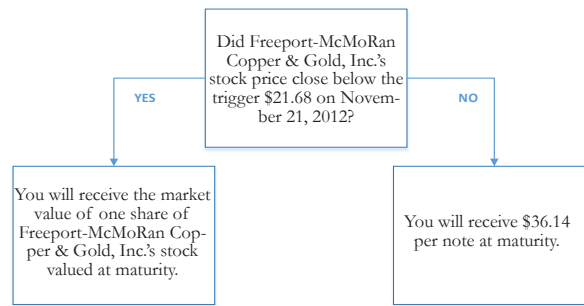 Did Freeport-McMoRan
Copper & Gold, Inc.'s
stock price close below the
trigger $21.68 on Novem-
ber 21, 2012?
YES
NO
You will receive the market
value of one share of
Freeport-McMoRan Cop-
per & Gold, Inc.'s stock
valued at maturity.
You will receive $36.14
per note at maturity.